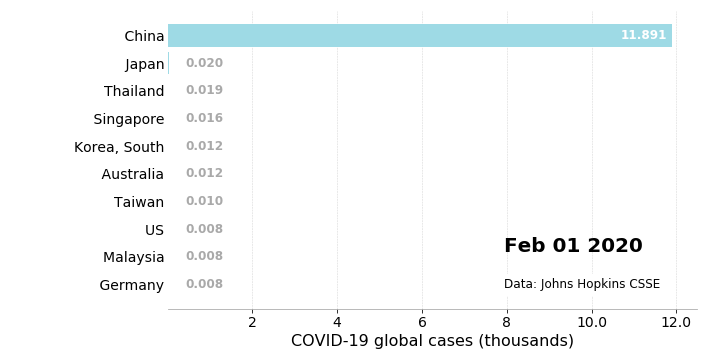 China 11.891
Japan 0.020
Thailand 0.019
Singapore 0.016
Korea, South 0.012
Australia 0.012
Taiwan 0.010
US 0.008
Malaysia 0.008
Germany 0.008
Feb 01 2020
Data: Johns Hopkins CSSE
2 4 6 8 10.0 12.0
COVID-19 global cases (thousands)